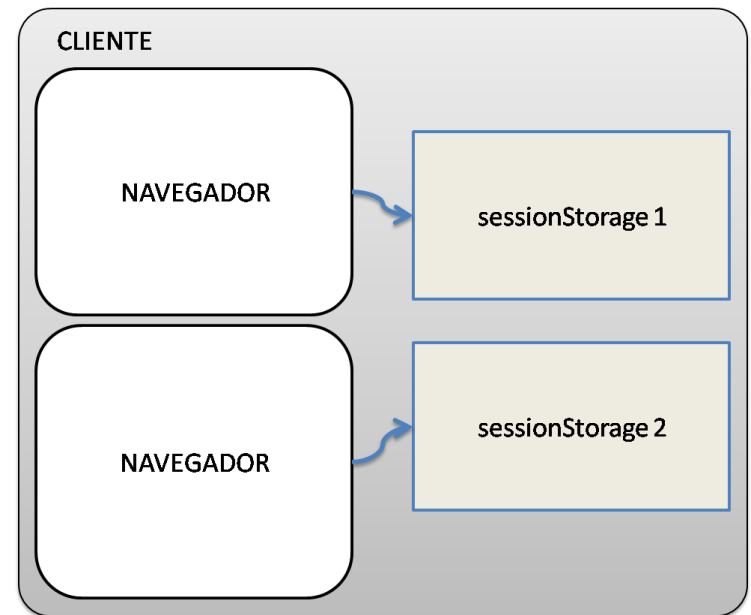 CLIENTE
NAVEGADOR
sessionStorage 1
NAVEGADOR
sessionStorage 2